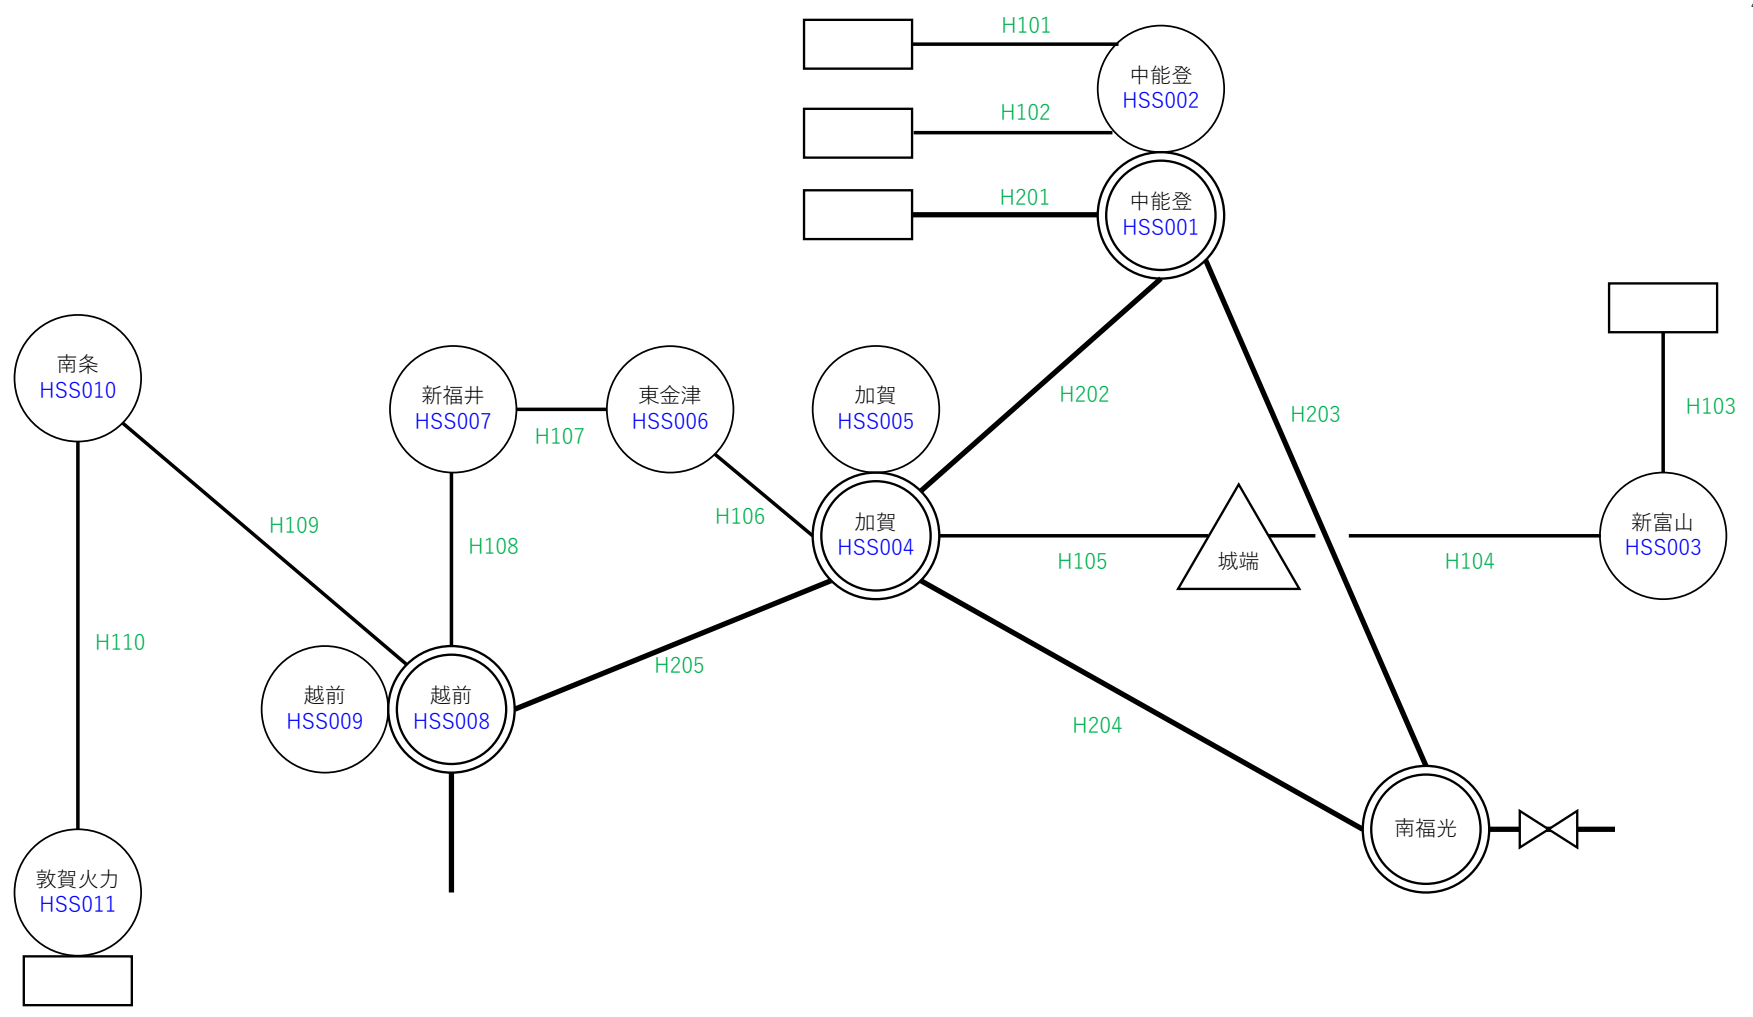 H101
中能登
HSS002
H102
中能登
HSS001
H201
南条
HSS010
新福井
HSS007
東金津
HSS006
加賀
HSS005
H202
H203
H103
H107
H109
H108
H106
加賀
HSS004
H105
城端
H104
新富山
HSS003
H110
H205
越前
HSS009
越前
HSS008
H204
南福光
敦賀火力
HSS011